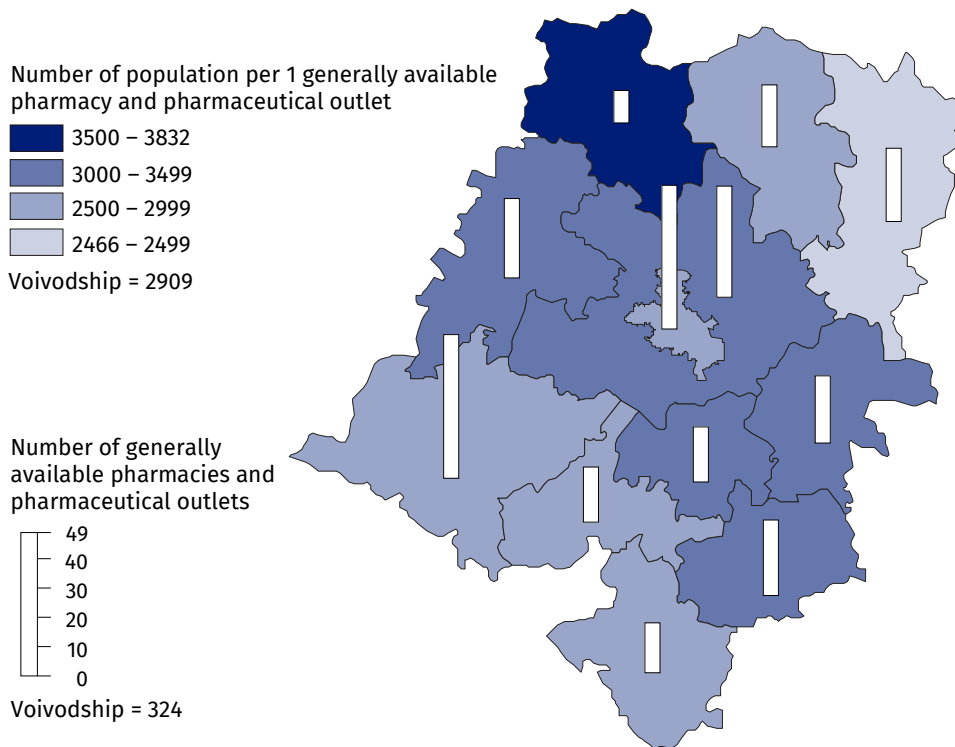 Number of population per 1 generally available
pharmacy and pharmaceutical outlet
3500 – 3832
3000 – 3499
2500 – 2999
2466 – 2499
Voivodship = 2909
Number of generally
available pharmacies and
pharmaceutical outlets
49
40
30
20
10
0
Voivodship = 324